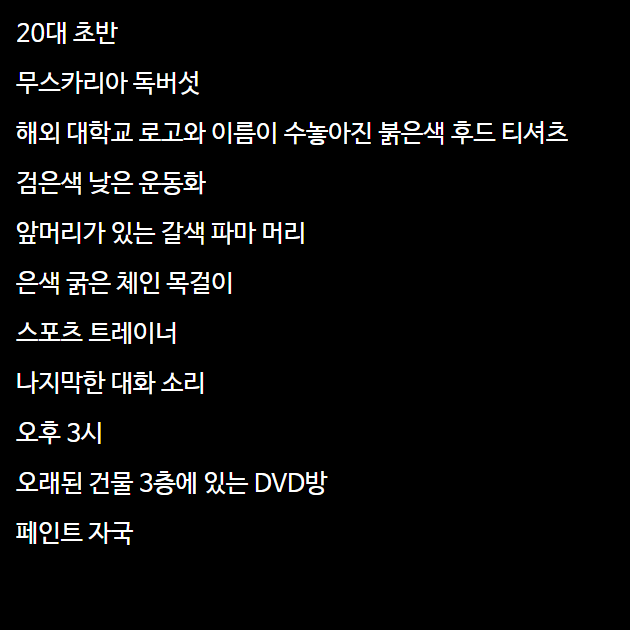 20대 초반
무스카리아 독버섯
해외 대학교 로고와 이름이 수놓아진 붉은색 후드 티셔츠
검은색 낮은 운동화
앞머리가 있는 갈색 파마 머리
은색 굵은 체인 목걸이
스포츠 트레이너
나지막한 대화 소리
오후 3시
오래된 건물 3층에 있는 DVD방
페인트 자국